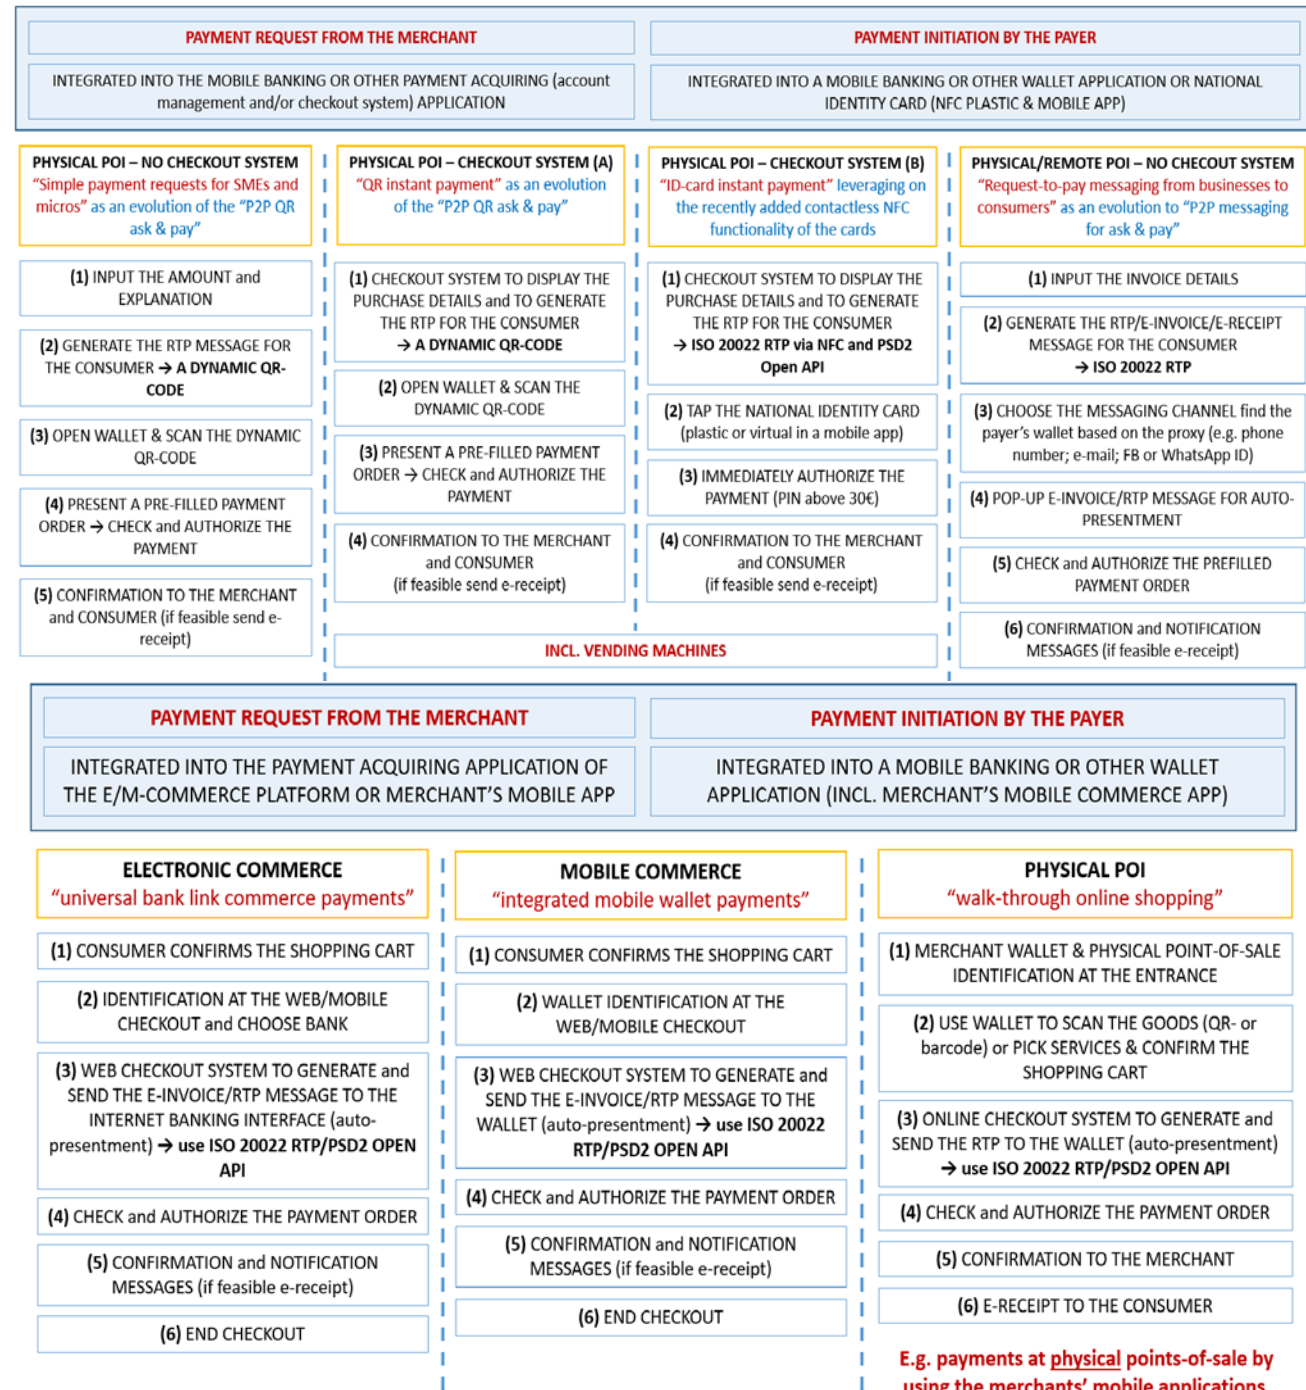 PAYMENT REQUEST FROM THE MERCHANT
INTEGRATED INTO THE MOBILE BANKING OR OTHER PAYMENT ACQUIRING (account
management and/or checkout system) APPLICATION
PAYMENT INITIATION BY THE PAYER
INTEGRATED INTO A MOBILE BANKING OR OTHER WALLET APPLICATION OR NATIONAL
IDENTITY CARD (NFC PLASTIC & MOBILE APP)
PHYSICAL POI – NO CHECKOUT SYSTEM
“Simple payment requests for SMEs and
micros” as an evolution of the “P2P QR
ask & pay”
(1) INPUT THE AMOUNT and
EXPLANATION
(2) GENERATE THE RTP MESSAGE FOR
THE CONSUMER → A DYNAMIC QR-
CODE
(3) OPEN WALLET & SCAN THE DYNAMIC
QR-CODE
(4) PRESENT A PRE-FILLED PAYMENT
ORDER → CHECK and AUTHORIZE THE
PAYMENT
(5) CONFIRMATION TO THE MERCHANT
and CONSUMER (if feasible send e-
receipt)
PHYSICAL POI – CHECKOUT SYSTEM (A)
“QR instant payment” as an evolution
of the “P2P QR ask & pay”
(1) CHECKOUT SYSTEM TO DISPLAY THE
PURCHASE DETAILS and TO GENERATE
THE RTP FOR THE CONSUMER
→ A DYNAMIC QR-CODE
(2) OPEN WALLET & SCAN THE
DYNAMIC QR-CODE
(3) PRESENT A PRE-FILLED PAYMENT
ORDER → CHECK and AUTHORIZE THE
PAYMENT
(4) CONFIRMATION TO THE MERCHANT
and CONSUMER
(if feasible send e-receipt)
PHYSICAL POI – CHECKOUT SYSTEM (B)
“ID-card instant payment” leveraging on
the recently added contactless NFC
functionality of the cards
(1) CHECKOUT SYSTEM TO DISPLAY THE
PURCHASE DETAILS and TO GENERATE
THE RTP FOR THE CONSUMER
→ ISO 20022 RTP via NFC and PSD2
Open API
(2) TAP THE NATIONAL IDENTITY CARD
(plastic or virtual in a mobile app)
(3) IMMEDIATELY AUTHORIZE THE
PAYMENT (PIN above 30€)
(4) CONFIRMATION TO THE MERCHANT
and CONSUMER
(if feasible send e-receipt)
INCL. VENDING MACHINES
PHYSICAL/REMOTE POI – NO CHECOUT SYSTEM
“Request-to-pay messaging from businesses to
consumers” as an evolution to “P2P messaging
for ask & pay”
(1) INPUT THE INVOICE DETAILS
(2) GENERATE THE RTP/E-INVOICE/E-RECEIPT
MESSAGE FOR THE CONSUMER
→ ISO 20022 RTP
(3) CHOOSE THE MESSAGING CHANNEL find the
payer’s wallet based on the proxy (e.g. phone
number; e-mail; FB or WhatsApp ID)
(4) POP-UP E-INVOICE/RTP MESSAGE FOR AUTO-
PRESENTMENT
(5) CHECK and AUTHORIZE THE PREFILLED
PAYMENT ORDER
(6) CONFIRMATION and NOTIFICATION
MESSAGES (if feasible e-receipt)
PAYMENT REQUEST FROM THE MERCHANT
INTEGRATED INTO THE PAYMENT ACQUIRING APPLICATION OF
THE E/M-COMMERCE PLATFORM OR MERCHANT’S MOBILE APP
PAYMENT INITIATION BY THE PAYER
INTEGRATED INTO A MOBILE BANKING OR OTHER WALLET
APPLICATION (INCL. MERCHANT’S MOBILE COMMERCE APP)
ELECTRONIC COMMERCE
“universal bank link commerce payments”
(1) CONSUMER CONFIRMS THE SHOPPING CART
(2) IDENTIFICATION AT THE WEB/MOBILE
CHECKOUT and CHOOSE BANK
(3) WEB CHECKOUT SYSTEM TO GENERATE and
SEND THE E-INVOICE/RTP MESSAGE TO THE
INTERNET BANKING INTERFACE (auto-
presentment) → use ISO 20022 RTP/PSD2 OPEN
API
(4) CHECK and AUTHORIZE THE PAYMENT ORDER
(5) CONFIRMATION and NOTIFICATION
MESSAGES (if feasible e-receipt)
(6) END CHECKOUT
MOBILE COMMERCE
“integrated mobile wallet payments”
(1) CONSUMER CONFIRMS THE SHOPPING CART
(2) WALLET IDENTIFICATION AT THE
WEB/MOBILE CHECKOUT
(3) WEB CHECKOUT SYSTEM TO GENERATE and
SEND THE E-INVOICE/RTP MESSAGE TO THE
WALLET (auto-presentment) → use ISO 20022
RTP/PSD2 OPEN API
(4) CHECK and AUTHORIZE THE PAYMENT ORDER
(5) CONFIRMATION and NOTIFICATION
MESSAGES (if feasible e-receipt)
(6) END CHECKOUT
PHYSICAL POI
“walk-through online shopping”
(1) MERCHANT WALLET & PHYSICAL POINT-OF-SALE
IDENTIFICATION AT THE ENTRANCE
(2) USE WALLET TO SCAN THE GOODS (QR- or
barcode) or PICK SERVICES & CONFIRM THE
SHOPPING CART
(3) ONLINE CHECKOUT SYSTEM TO GENERATE and
SEND THE RTP TO THE WALLET (auto-presentment)
→ use ISO 20022 RTP/PSD2 OPEN API
(4) CHECK and AUTHORIZE THE PAYMENT ORDER
(5) CONFIRMATION TO THE MERCHANT
(6) E-RECEIPT TO THE CONSUMER
E.g. payments at physical points-of-sale by
using the merchants’ mobile applications